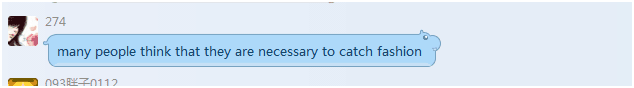 274
many people think that they are necessary to catch fashion
093胖子0112